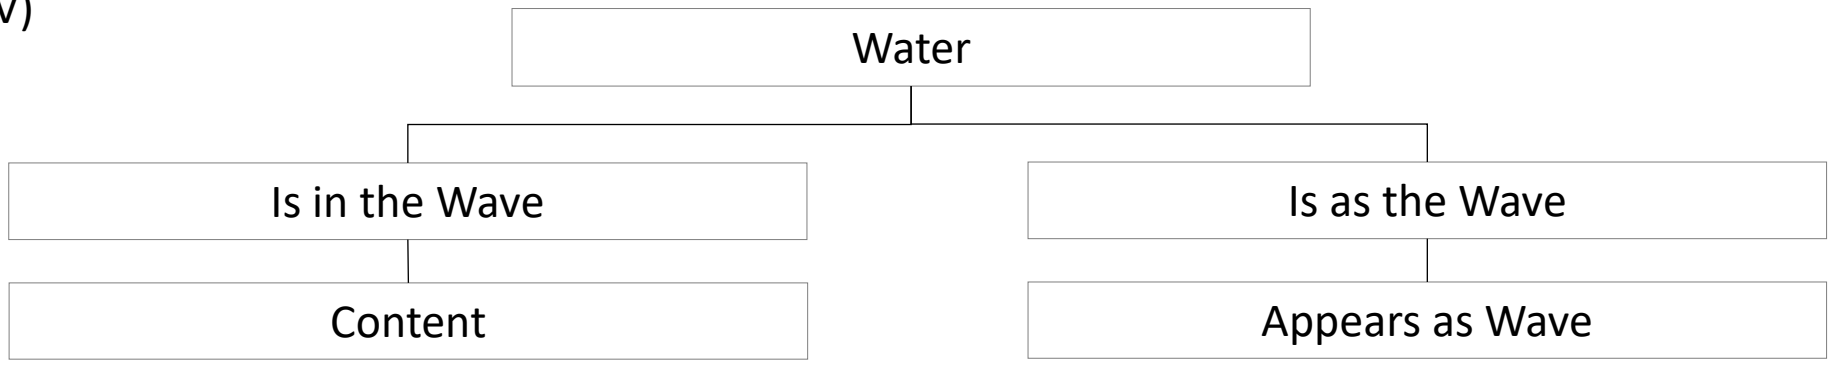 v)
Water
Is in the Wave
Is as the Wave
Content
Appears as Wave